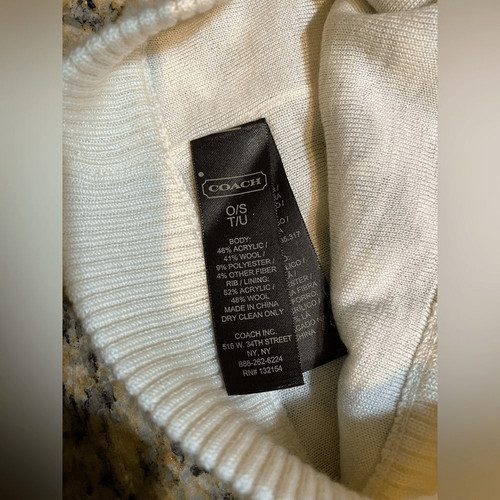 COACH
O/S
T/U
BODY:
46% ACRYLIC /
41% WOOL /
9% POLYESTER /
4% OTHER FIBER
RIB / LINING:
52% ACRYLIC /
48% WOOL
MADE IN CHINA
DRY CLEAN ONLY
COACH INC.
516 W. 34TH STREET
NY, NY
888-262-6224
RN# 132154